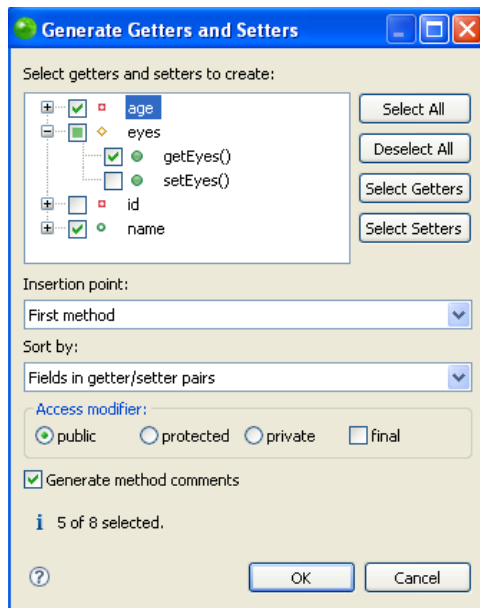 Generate Getters and Setters
Select getters and setters to create:
age
eyes
getEyes()
setEyes()
id
name
Select All
Deselect All
Select Getters
Select Setters
Insertion point:
First method
Sort by:
Fields in getter/setter pairs
Access modifier:
public protected private final
Generate method comments
i 5 of 8 selected.
? OK Cancel